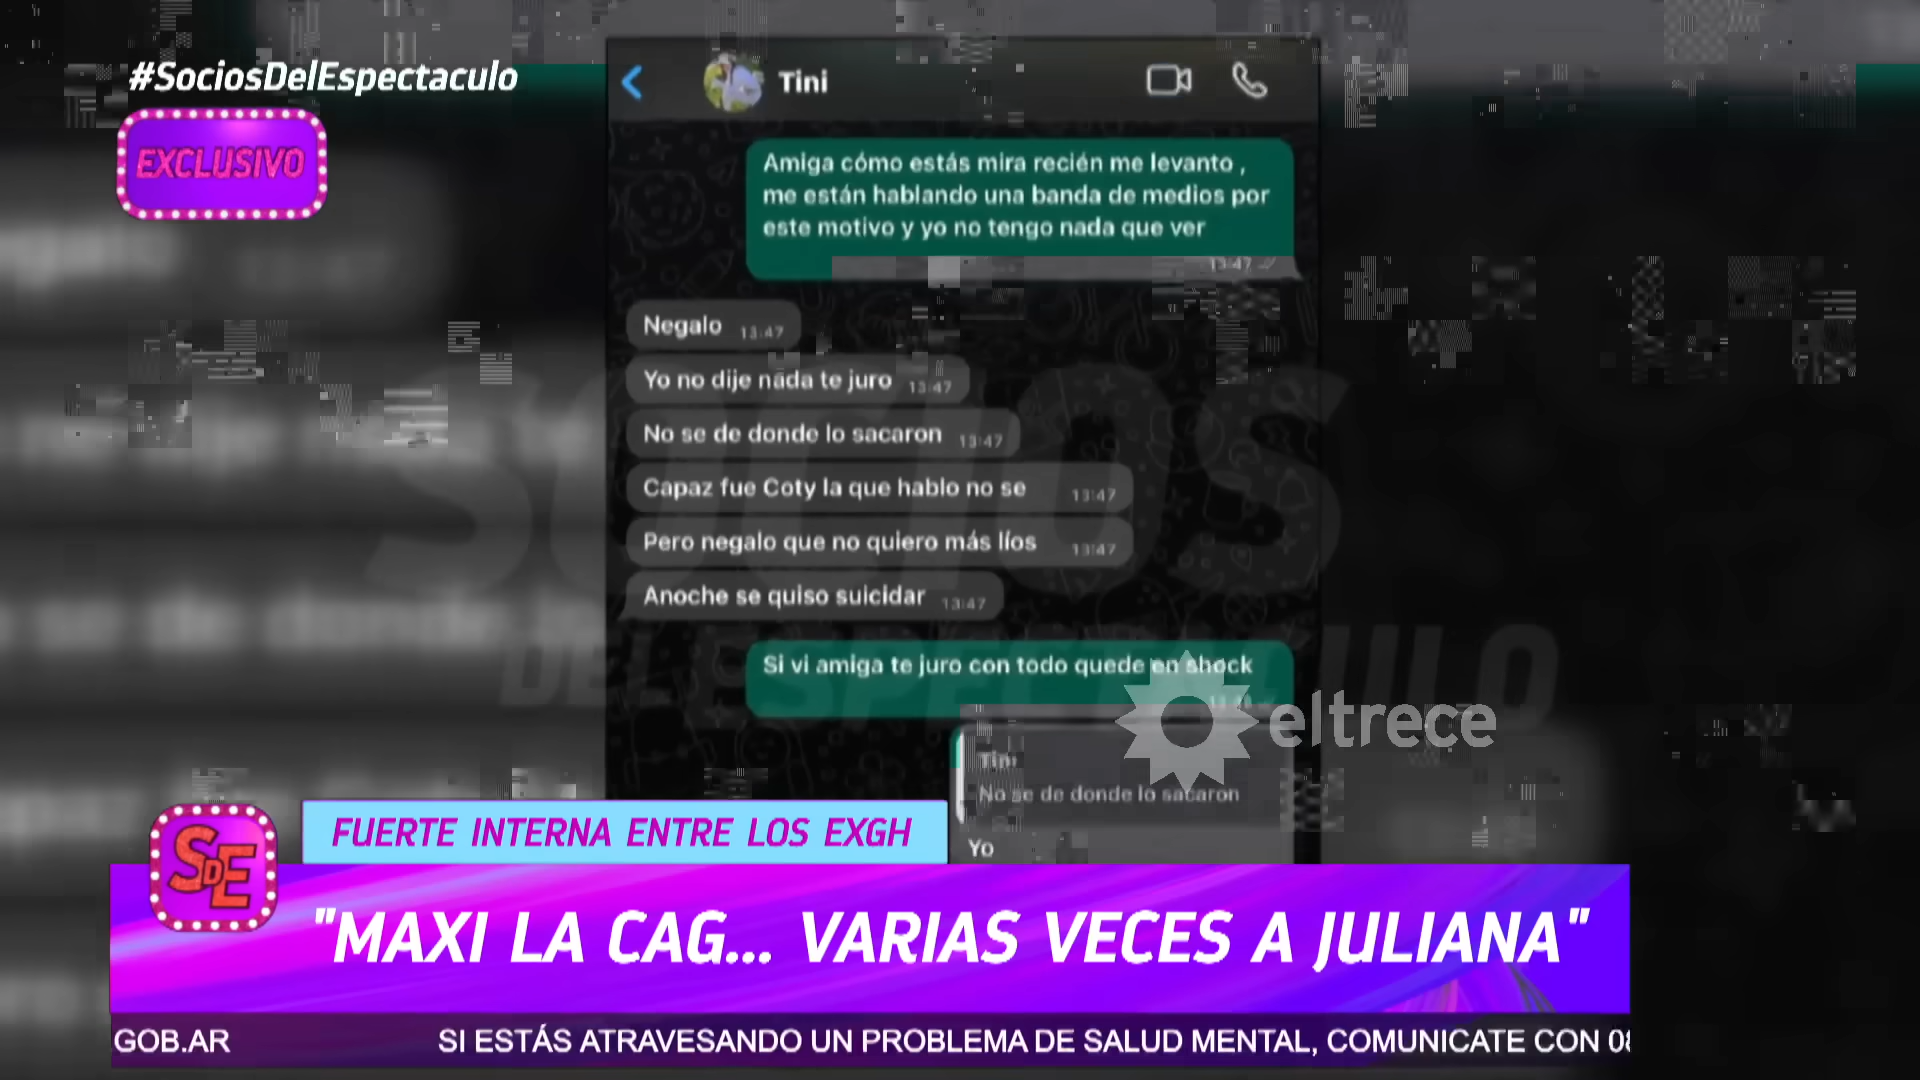 #SociosDelEspectaculo
EXCLUSIVO
Tini
Amiga cómo estás mira recién me levanto ,
me están hablando una banda de medios por
este motivo y yo no tengo nada que ver
13:47
Negalo 13:47
Yo no dije nada te juro 13:47
No se de donde lo sacaron 13:47
Capaz fue Coty la que hablo no se 13:47
Pero negalo que no quiero más líos 13:47
Anoche se quiso suicidar 13:47
Si vi amiga te juro con todo quede en shock
Tini
No se de donde lo sacaron
Yo
SOCIOS
DEL ESPECTACULO
eltrece
SDE
FUERTE INTERNA ENTRE LOS EXGH
"MAXI LA CAG... VARIAS VECES A JULIANA"
GOB.AR SI ESTÁS ATRAVESANDO UN PROBLEMA DE SALUD MENTAL, COMUNICATE CON 08